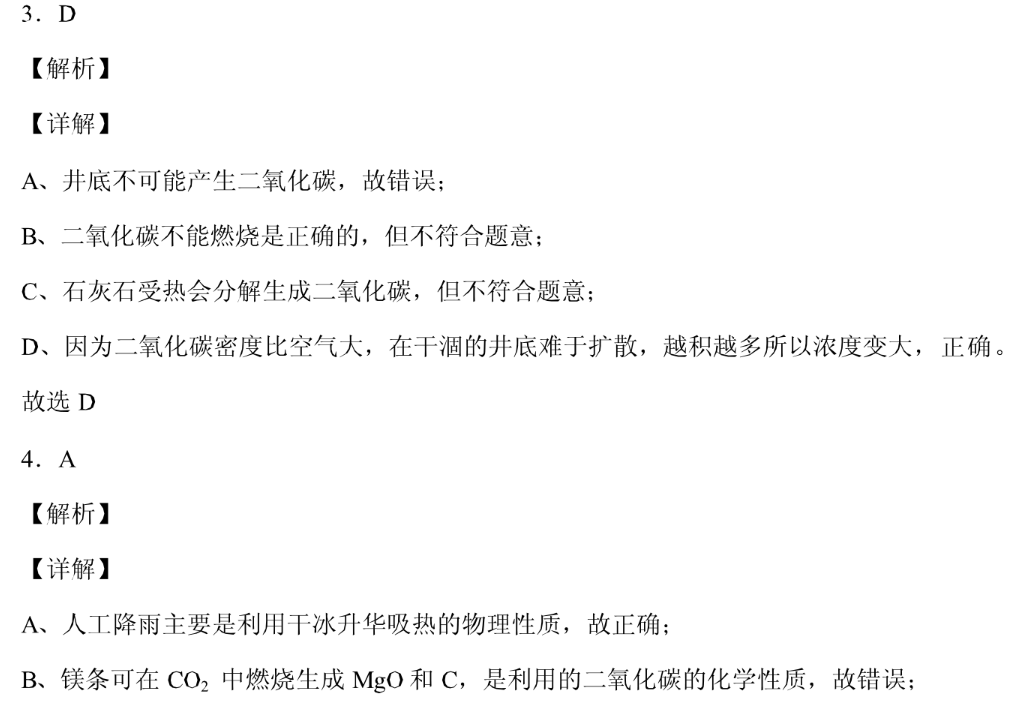 3．D
【解析】
【详解】
A、井底不可能产生二氧化碳，故错误；
B、二氧化碳不能燃烧是正确的，但不符合题意；
C、石灰石受热会分解生成二氧化碳，但不符合题意；
D、因为二氧化碳密度比空气大，在干涸的井底难于扩散，越积越多所以浓度变大，正确。
故选 D
4．A
【解析】
【详解】
A、人工降雨主要是利用干冰升华吸热的物理性质，故正确；
B、镁条可在 CO₂ 中燃烧生成 MgO 和 C，是利用的二氧化碳的化学性质，故错误；